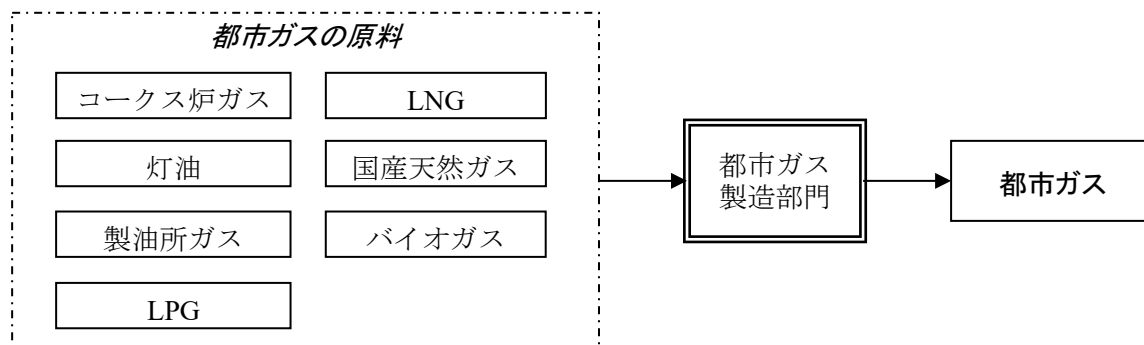 都市ガスの原料
コークス炉ガス
LNG
灯油
国産天然ガス
製油所ガス
バイオガス
LPG
都市ガス
製造部門
都市ガス